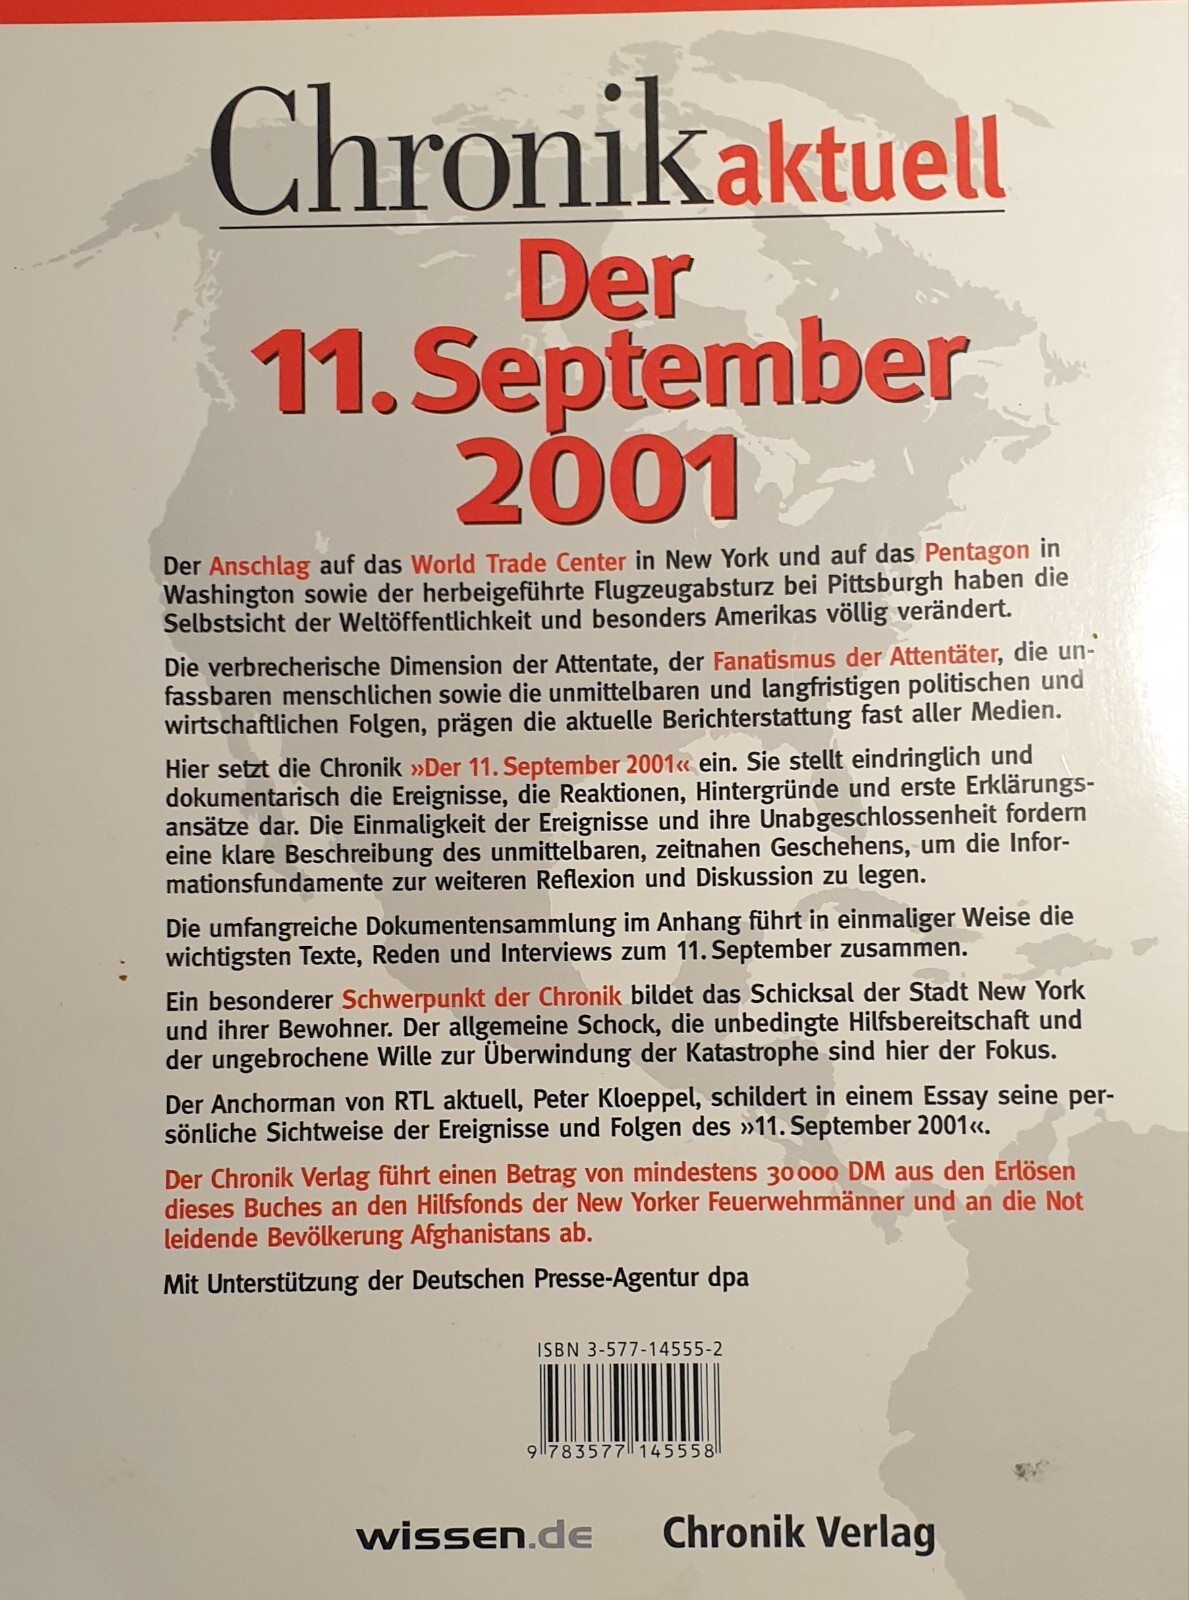 Chronik aktuell
Der
11. September
2001
Der Anschlag auf das World Trade Center in New York und auf das Pentagon in
Washington sowie der herbeigeführte Flugzeugabsturz bei Pittsburgh haben die
Selbstsicht der Weltöffentlichkeit und besonders Amerikas völlig verändert.
Die verbrecherische Dimension der Attentate, der Fanatismus der Attentäter, die un-
fassbaren menschlichen sowie die unmittelbaren und langfristigen politischen und
wirtschaftlichen Folgen, prägen die aktuelle Berichterstattung fast aller Medien.
Hier setzt die Chronik »Der 11. September 2001« ein. Sie stellt eindringlich und
dokumentarisch die Ereignisse, die Reaktionen, Hintergründe und erste Erklärungs-
ansätze dar. Die Einmaligkeit der Ereignisse und ihre Unabgeschlossenheit fordern
eine klare Beschreibung des unmittelbaren, zeitnahen Geschehens, um die Infor-
mationsfundamente zur weiteren Reflexion und Diskussion zu legen.
Die umfangreiche Dokumentensammlung im Anhang führt in einmaliger Weise die
wichtigsten Texte, Reden und Interviews zum 11. September zusammen.
Ein besonderer Schwerpunkt der Chronik bildet das Schicksal der Stadt New York
und ihrer Bewohner. Der allgemeine Schock, die unbedingte Hilfsbereitschaft und
der ungebrochene Wille zur Überwindung der Katastrophe sind hier der Fokus.
Der Anchorman von RTL aktuell, Peter Kloeppel, schildert in einem Essay seine per-
sönliche Sichtweise der Ereignisse und Folgen des »11. September 2001«.
Der Chronik Verlag führt einen Betrag von mindestens 30 000 DM aus den Erlösen
dieses Buches an den Hilfsfonds der New Yorker Feuerwehrmänner und an die Not
leidende Bevölkerung Afghanistans ab.
Mit Unterstützung der Deutschen Presse-Agentur dpa
ISBN 3-577-14555-2
9 783577 145558
wissen.de Chronik Verlag